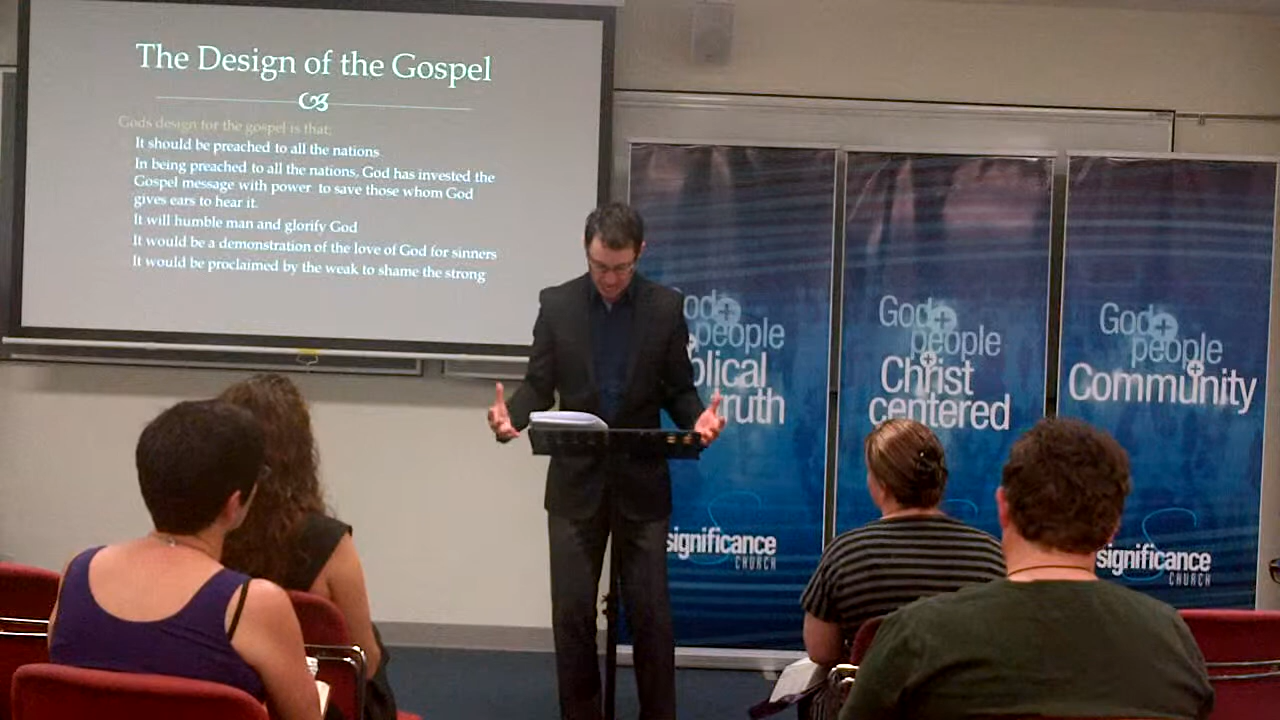 The Design of the Gospel
Gods design for the gospel is that;
It should be preached to all the nations
In being preached to all the nations, God has invested the
Gospel message with power to save those whom God
gives ears to hear it.
It will humble man and glorify God
It would be a demonstration of the love of God for sinners
It would be proclaimed by the weak to shame the strong
od+
people
blical
truth
significance
CHURCH
God+
people
+
Christ
centered
God+
people
+
Community
significance
CHURCH